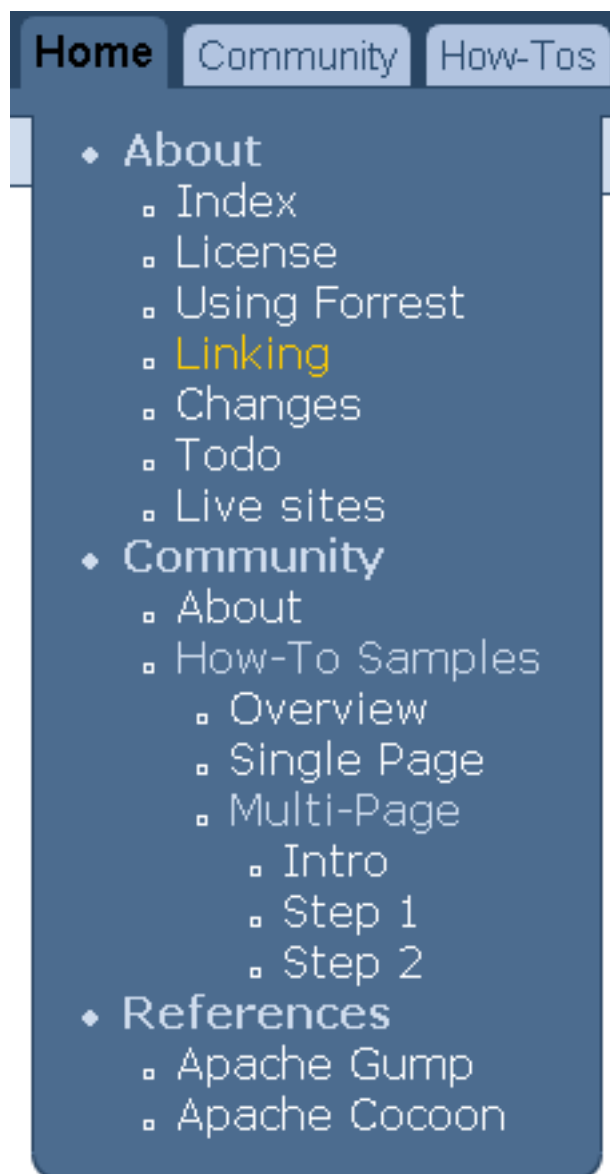 Home Community How-Tos
About
Index
License
Using Forrest
Linking
Changes
Todo
Live sites
Community
About
How-To Samples
Overview
Single Page
Multi-Page
Intro
Step 1
Step 2
References
Apache Gump
Apache Cocoon